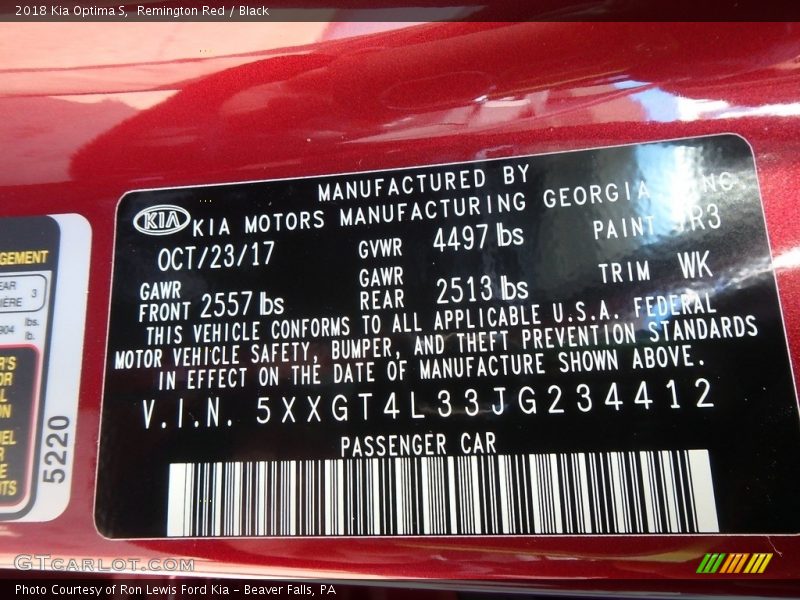 2018 Kia Optima S,  Remington Red / Black
MANUFACTURED BY
KIA KIA MOTORS MANUFACTURING GEORGIA
OCT/23/17 GVWR 4497 lbs PAINT
GAWR FRONT 2557 lbs GAWR REAR 2513 lbs TRIM WK
THIS VEHICLE CONFORMS TO ALL APPLICABLE U.S.A. FEDERAL
MOTOR VEHICLE SAFETY, BUMPER, AND THEFT PREVENTION STANDARDS
IN EFFECT ON THE DATE OF MANUFACTURE SHOWN ABOVE.
V.I.N. 5XXGT4L33JG234412
PASSENGER CAR
3
lbs.
lb.
5220
GTCarLot.com
Photo Courtesy of Ron Lewis Ford Kia - Beaver Falls, PA